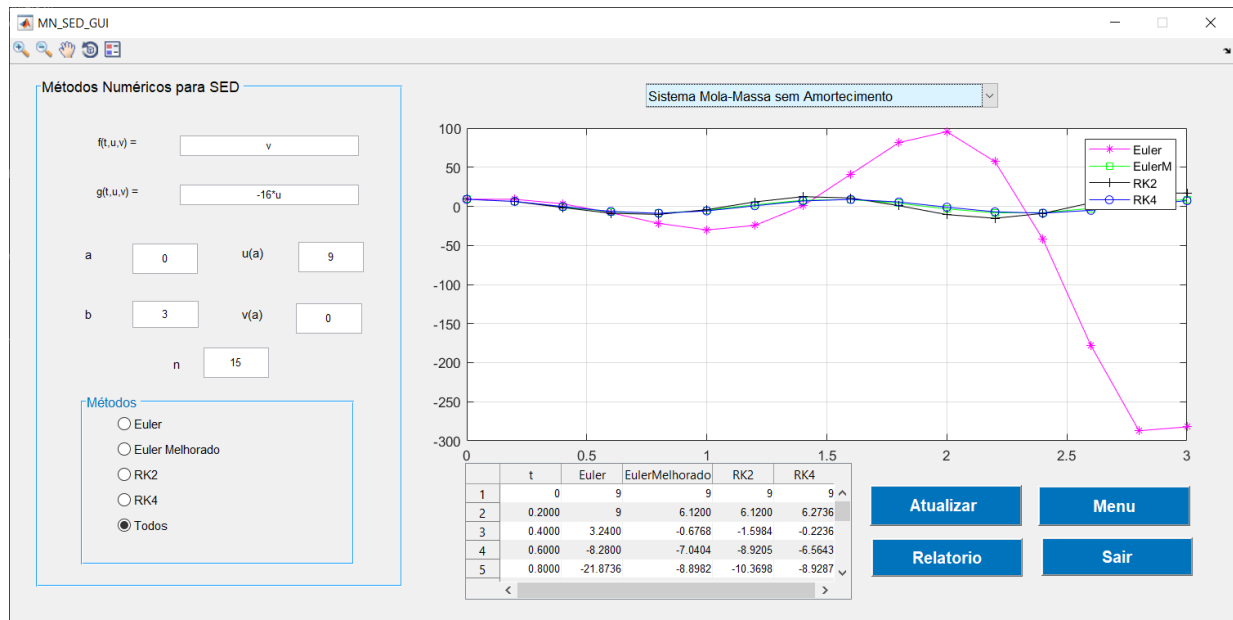 MN_SED_GUI
Métodos Numéricos para SED
f(t,u,v) =
v
g(t,u,v) =
-16*u
a
0
u(a)
9
b
3
v(a)
0
n
15
Métodos
Euler
Euler Melhorado
RK2
RK4
Todos
Sistema Mola-Massa sem Amortecimento
100
50
0
-50
-100
-150
-200
-250
-300
0 0.5 1 1.5 2 2.5 3
Euler
EulerM
RK2
RK4
t Euler EulerMelhorado RK2 RK4
1 0 9 9 9 9
2 0.2000 9 6.1200 6.1200 6.2736
3 0.4000 3.2400 -0.6768 -1.5984 -0.2236
4 0.6000 -8.2800 -7.0404 -8.9205 -6.5643
5 0.8000 -21.8736 -8.8982 -10.3698 -8.9287
Atualizar
Menu
Relatorio
Sair